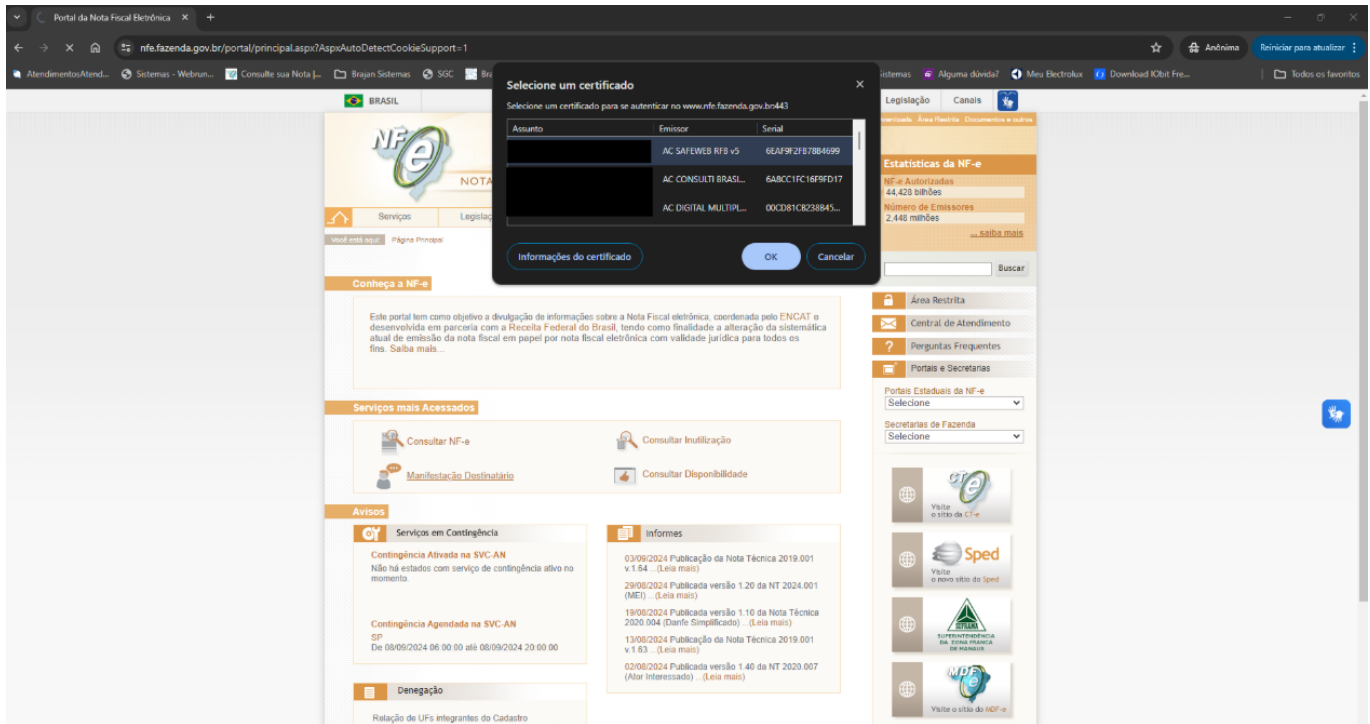 Portal da Nota Fiscal Eletrônica
nfe.fazenda.gov.br/portal/principal.aspx?AspxAutoDetectCookieSupport=1
Anônima
Reiniciar para atualizar
AtendimentosAtend...
Sistemas - Webrun...
Consulte sua Nota |...
Brajan Sistemas
SGC
Bra
istemas
Alguma dúvida?
Meu Electrolux
Download IObit Fre...
Todos os favoritos
BRASIL
Legislação
Canais
Área Restrita Documentos e outros
Selecione um certificado
Selecione um certificado para se autenticar no www.nfe.fazenda.gov.br:443
Assunto Emissor Serial
AC SAFEWEB RFB v5 6EAF9F2FB78B4699
AC CONSULTI BRASI... 6ABCC1FC16F9FD17
AC DIGITAL MULTIPL... 00CD81C8238B45...
Informações do certificado
OK
Cancelar
NFe
NOTA
Serviços
Legislaç
Você está aqui: Página Principal
Conheça a NF-e
Este portal tem como objetivo a divulgação de informações sobre a Nota Fiscal eletrônica, coordenada pelo ENCAT e
desenvolvida em parceria com a Receita Federal do Brasil, tendo como finalidade a alteração da sistemática
atual de emissão da nota fiscal em papel por nota fiscal eletrônica com validade jurídica para todos os
fins. Saiba mais...
Serviços mais Acessados
Consultar NF-e
Consultar Inutilização
Manifestação Destinatário
Consultar Disponibilidade
Avisos
Serviços em Contingência
Contingência Ativada na SVC-AN
Não há estados com serviço de contingência ativo no
momento.
Contingência Agendada na SVC-AN
SP
De 08/09/2024 06:00:00 até 08/09/2024 20:00:00
Denegação
Relação de UFs integrantes do Cadastro
Informes
03/09/2024 Publicação da Nota Técnica 2019.001
v.1.64 ...(Leia mais)
29/08/2024 Publicada versão 1.20 da NT 2024.001
(MEI) ...(Leia mais)
19/08/2024 Publicada versão 1.10 da Nota Técnica
2020.004 (Danfe Simplificado) ...(Leia mais)
13/08/2024 Publicação da Nota Técnica 2019.001
v.1.63 ...(Leia mais)
02/08/2024 Publicada versão 1.40 da NT 2020.007
(Ator Interessado) ...(Leia mais)
Estatísticas da NF-e
NF-e Autorizadas
44,428 bilhões
Número de Emissores
2,448 milhões
... saiba mais
Buscar
Área Restrita
Central de Atendimento
Perguntas Frequentes
Portais e Secretarias
Portais Estaduais da NF-e
Selecione
Secretarias de Fazenda
Selecione
CTe
Visite
o sítio da CT-e
Sped
Visite
o novo sítio do Sped
SUFRAMA
SUPERINTENDÊNCIA
DA ZONA FRANCA
DE MANAUS
MDFe
Visite o sítio do MDF-e